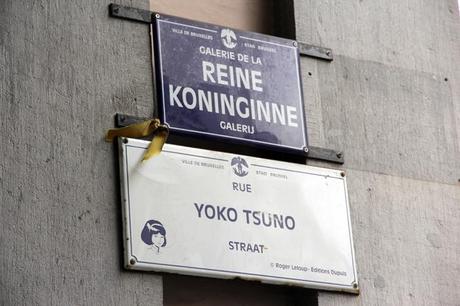 VILLE DE BRUXELLES STAD BRUSSEL
GALERIE DE LA
REINE
KONINGINNE
GALERIJ
VILLE DE BRUXELLES STAD BRUSSEL
RUE
YOKO TSUNO
STRAAT
© Roger Leloup - Editions Dupuis